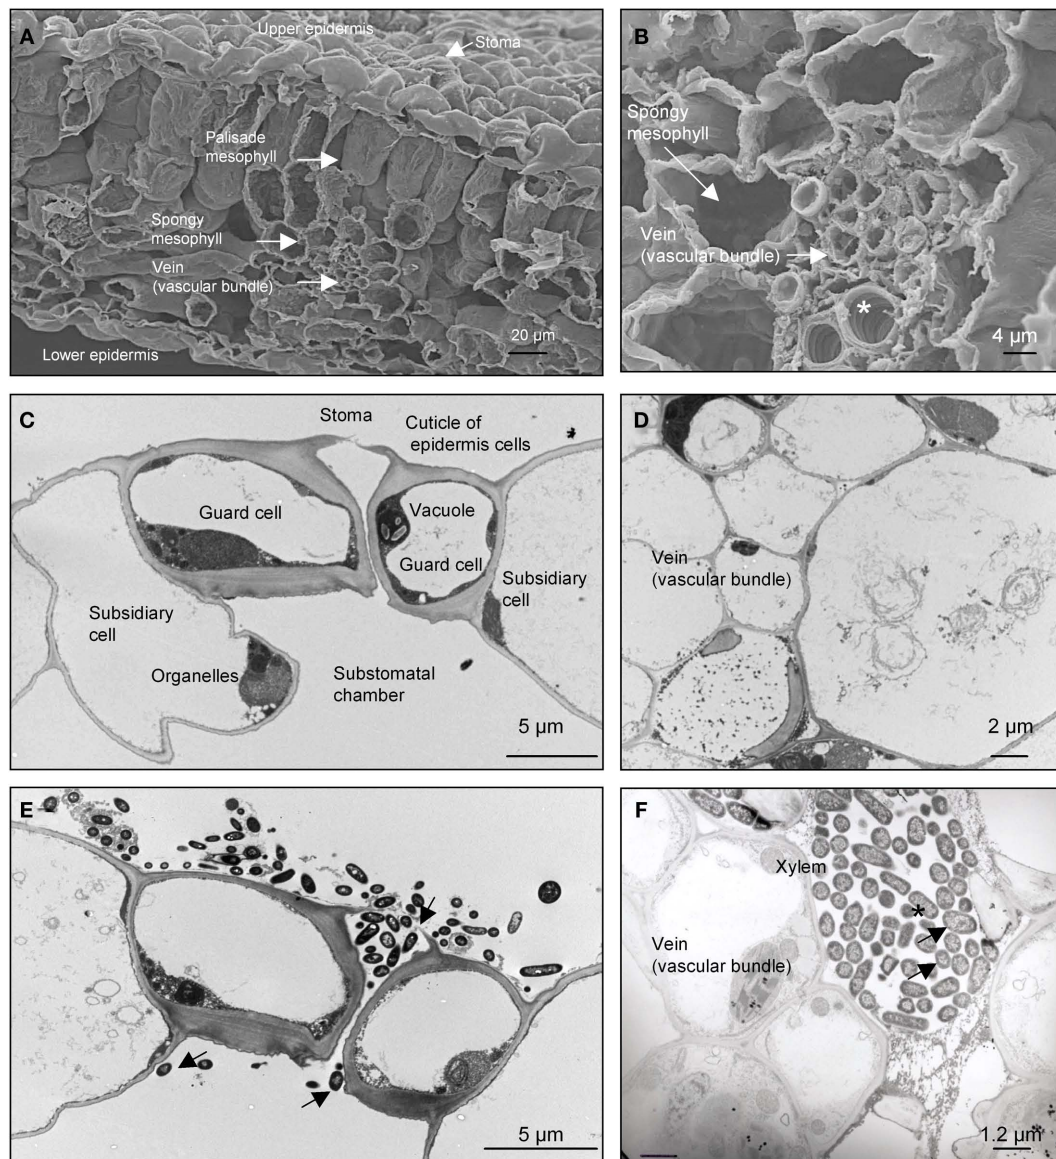 A
Upper epidermis
Stoma
Palisade
mesophyll
Spongy
mesophyll
Vein
(vascular bundle)
20 µm
Lower epidermis
B
Spongy
mesophyll
Vein
(vascular bundle)
*
4 µm
C
Stoma
Cuticle of
epidermis cells
Guard cell
Vacuole
Guard cell
Subsidiary
cell
Subsidiary
cell
Organelles
Substomatal
chamber
5 µm
D
Vein
(vascular bundle)
2 µm
E
5 µm
F
Xylem
*
Vein
(vascular bundle)
1.2 µm